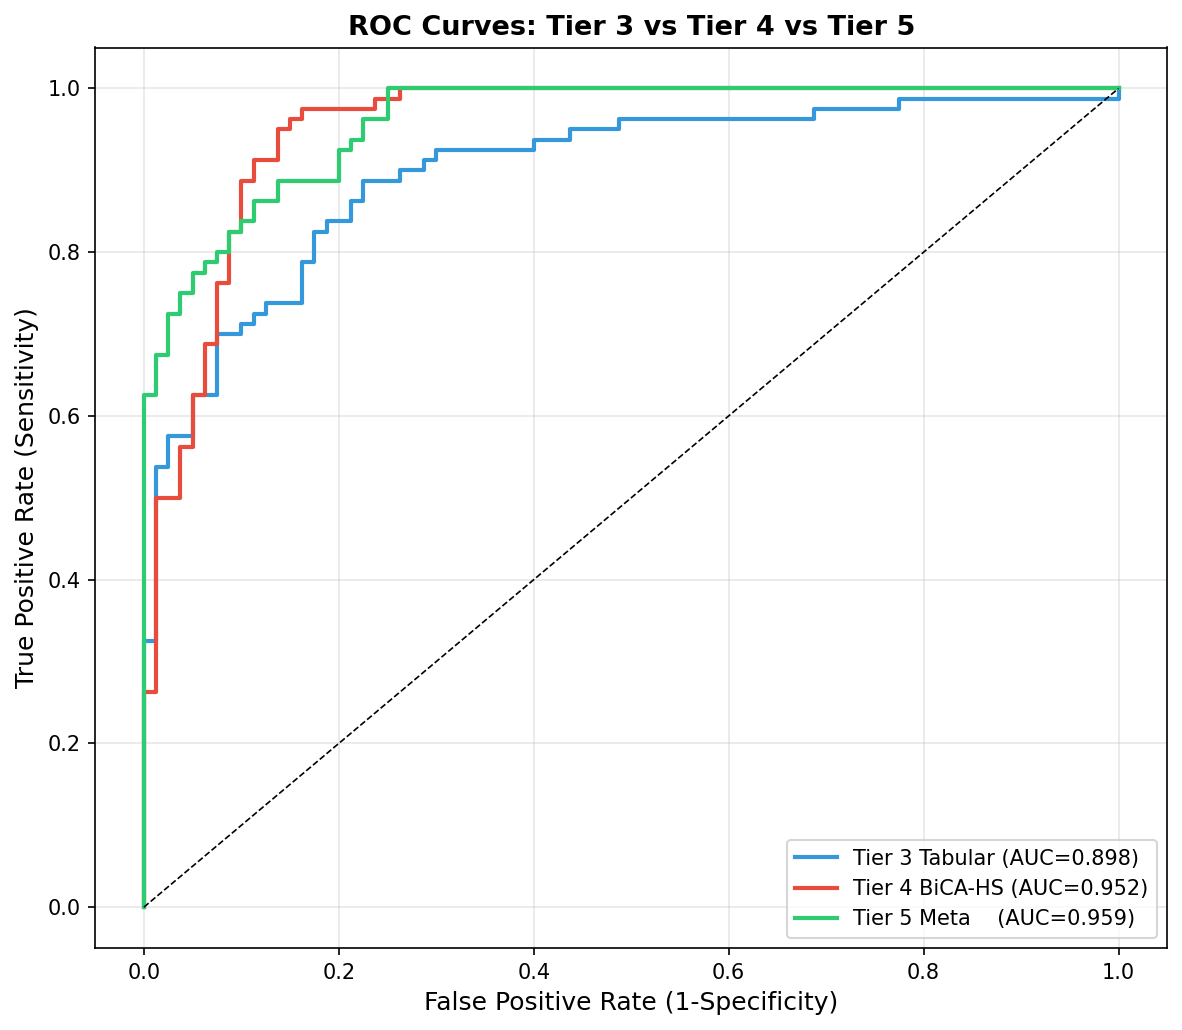 ROC Curves: Tier 3 vs Tier 4 vs Tier 5
True Positive Rate (Sensitivity)
1.0
0.8
0.6
0.4
0.2
0.0
Tier 3 Tabular (AUC=0.898)
Tier 4 BiCA-HS (AUC=0.952)
Tier 5 Meta    (AUC=0.959)
0.0 0.2 0.4 0.6 0.8 1.0
False Positive Rate (1-Specificity)